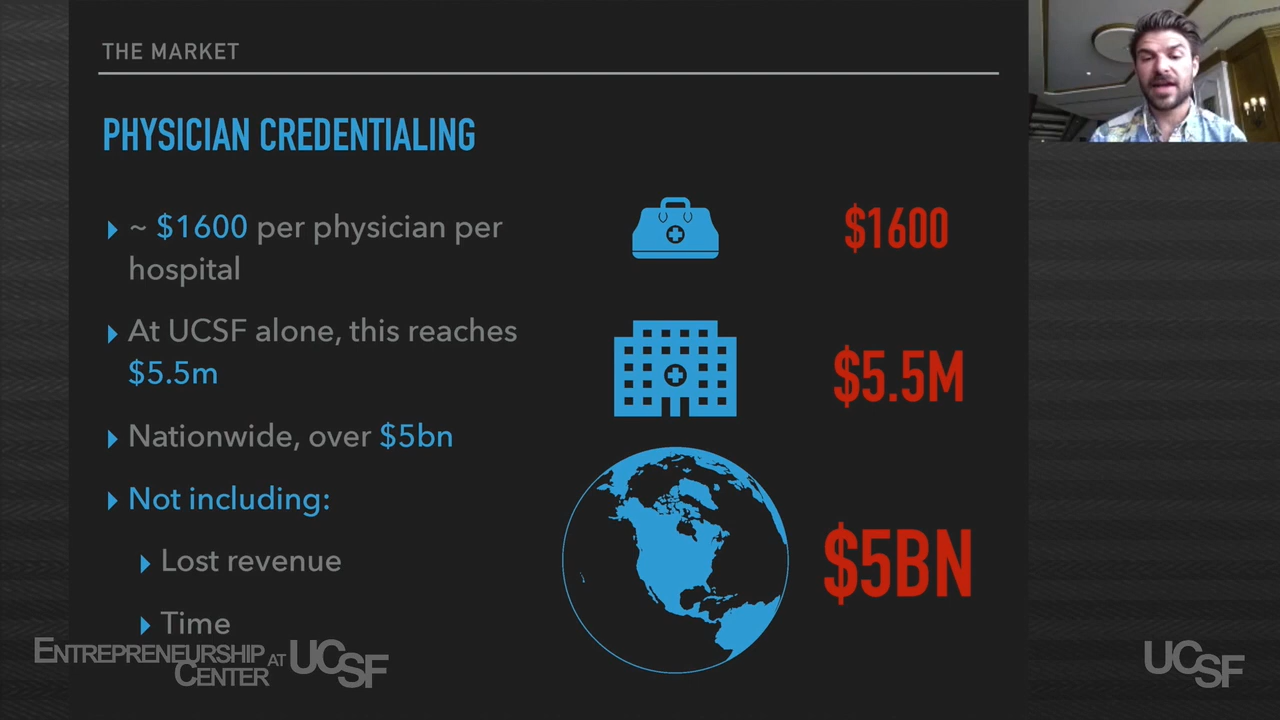 THE MARKET
PHYSICIAN CREDENTIALING
~ $1600 per physician per
hospital
At UCSF alone, this reaches
$5.5m
Nationwide, over $5bn
Not including:
Lost revenue
Time
$1600
$5.5M
$5BN
ENTREPRENEURSHIP
CENTER AT UCSF
UCSF